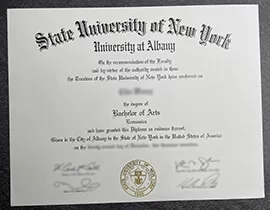 State University of New York
University at Albany
On the recommendation of the Faculty
and by virtue of the authority vested in them
the Trustees of the State University of New York have conferred on
the degree of
Bachelor of Arts
Economics
and have granted this Diploma as evidence thereof.
Given in the City of Albany in the State of New York in the United States of America